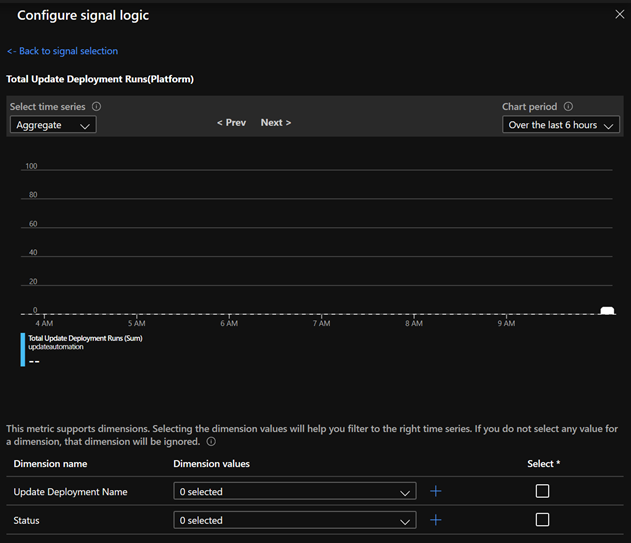 Configure signal logic
<- Back to signal selection
Total Update Deployment Runs(Platform)
Select time series
Chart period
Aggregate
< Prev
Next >
Over the last 6 hours
100
80
60
40
20
0
4 AM
5 AM
6 AM
7 AM
8 AM
9 AM
Total Update Deployment Runs (Sum)
updateautomation
--
This metric supports dimensions. Selecting the dimension values will help you filter to the right time series. If you do not select any value for
a dimension, that dimension will be ignored.
Dimension name
Dimension values
Select *
Update Deployment Name
0 selected
Status
0 selected